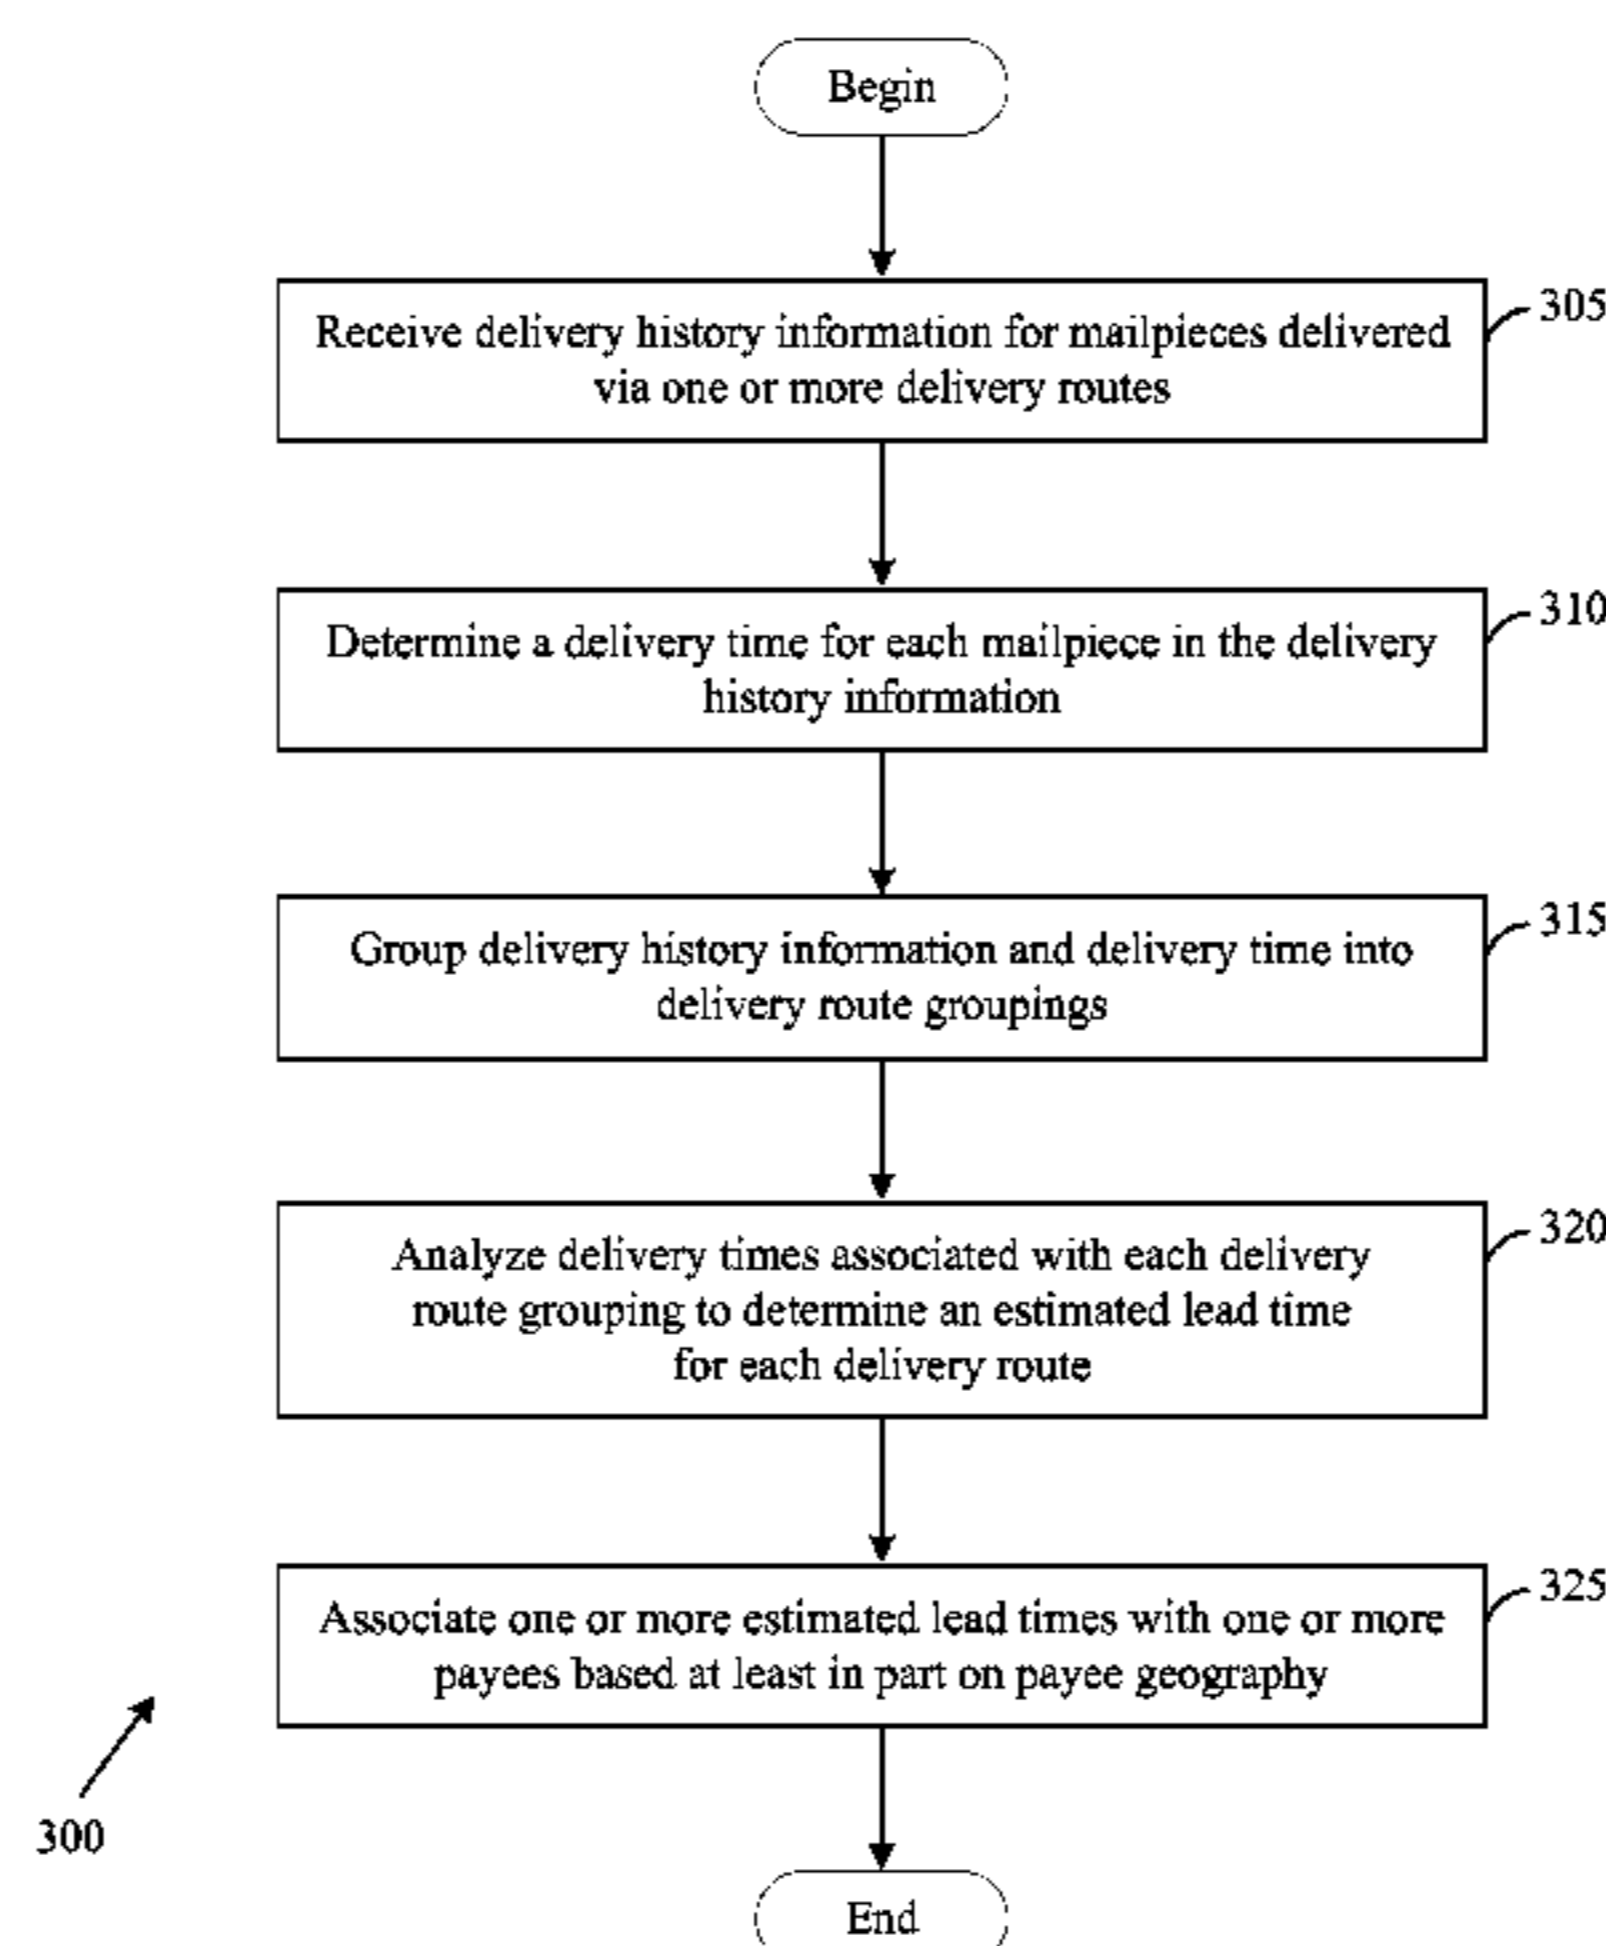 Begin
Receive delivery history information for mailpieces delivered
via one or more delivery routes
305
Determine a delivery time for each mailpiece in the delivery
history information
310
Group delivery history information and delivery time into
delivery route groupings
315
Analyze delivery times associated with each delivery
route grouping to determine an estimated lead time
for each delivery route
320
Associate one or more estimated lead times with one or more
payees based at least in part on payee geography
325
300
End